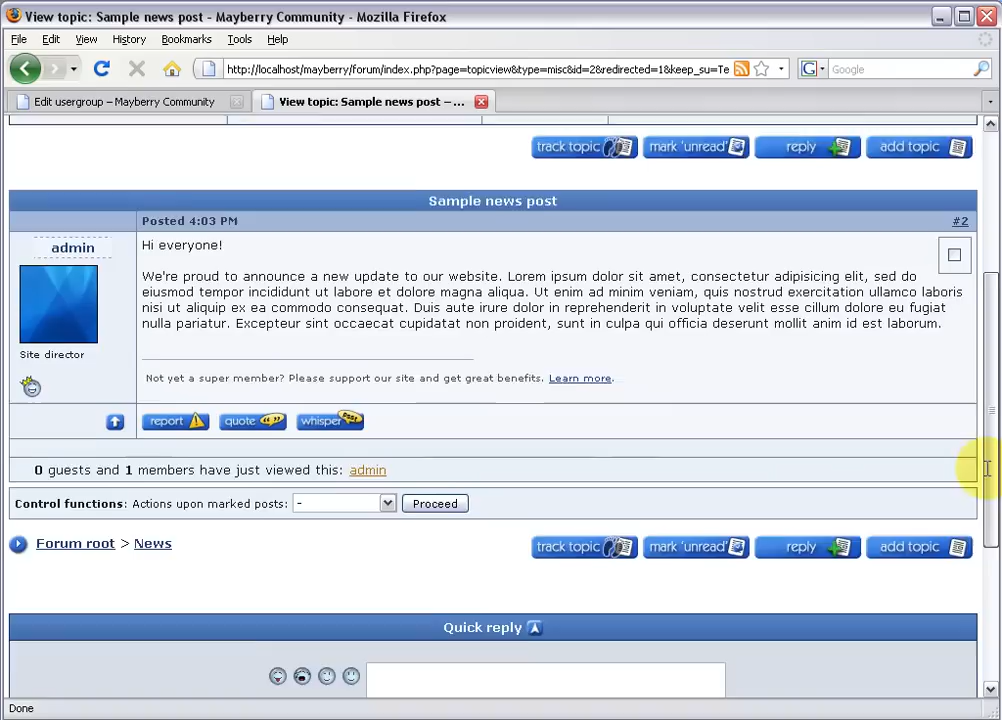 View topic: Sample news post - Mayberry Community - Mozilla Firefox
File Edit View History Bookmarks Tools Help
http://localhost/mayberry/forum/index.php?page=topicview&type=misc&id=2&redirected=1&keep_su=Te
G Google
Edit usergroup — Mayberry Community
View topic: Sample news post — ...
track topic mark 'unread' reply add topic
Sample news post
Posted 4:03 PM #2
admin
Hi everyone!
We're proud to announce a new update to our website. Lorem ipsum dolor sit amet, consectetur adipisicing elit, sed do
eiusmod tempor incididunt ut labore et dolore magna aliqua. Ut enim ad minim veniam, quis nostrud exercitation ullamco laboris
nisi ut aliquip ex ea commodo consequat. Duis aute irure dolor in reprehenderit in voluptate velit esse cillum dolore eu fugiat
nulla pariatur. Excepteur sint occaecat cupidatat non proident, sunt in culpa qui officia deserunt mollit anim id est laborum.
Site director
Not yet a super member? Please support our site and get great benefits. Learn more.
report quote whisper
0 guests and 1 members have just viewed this: admin
Control functions: Actions upon marked posts: - Proceed
Forum root > News
track topic mark 'unread' reply add topic
Quick reply
Done